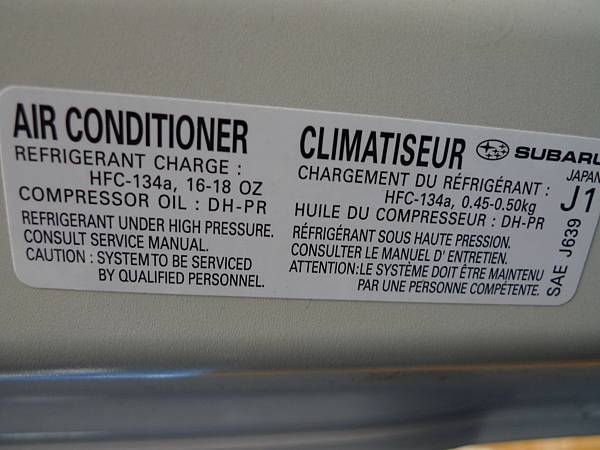 AIR CONDITIONER
REFRIGERANT CHARGE :
HFC-134a, 16-18 OZ
COMPRESSOR OIL : DH-PR
REFRIGERANT UNDER HIGH PRESSURE.
CONSULT SERVICE MANUAL.
CAUTION : SYSTEM TO BE SERVICED
BY QUALIFIED PERSONNEL.
CLIMATISEUR
CHARGEMENT DU RÉFRIGÉRANT:
HFC-134a, 0.45-0.50kg
HUILE DU COMPRESSEUR: DH-PR
RÉFRIGÉRANT SOUS HAUTE PRESSION.
CONSULTER LE MANUEL D' ENTRETIEN.
ATTENTION:LE SYSTÈME DOIT ÊTRE MAINTENU
PAR UNE PERSONNE COMPÉTENTE.
SUBARU
JAPAN
J1
SAE J639